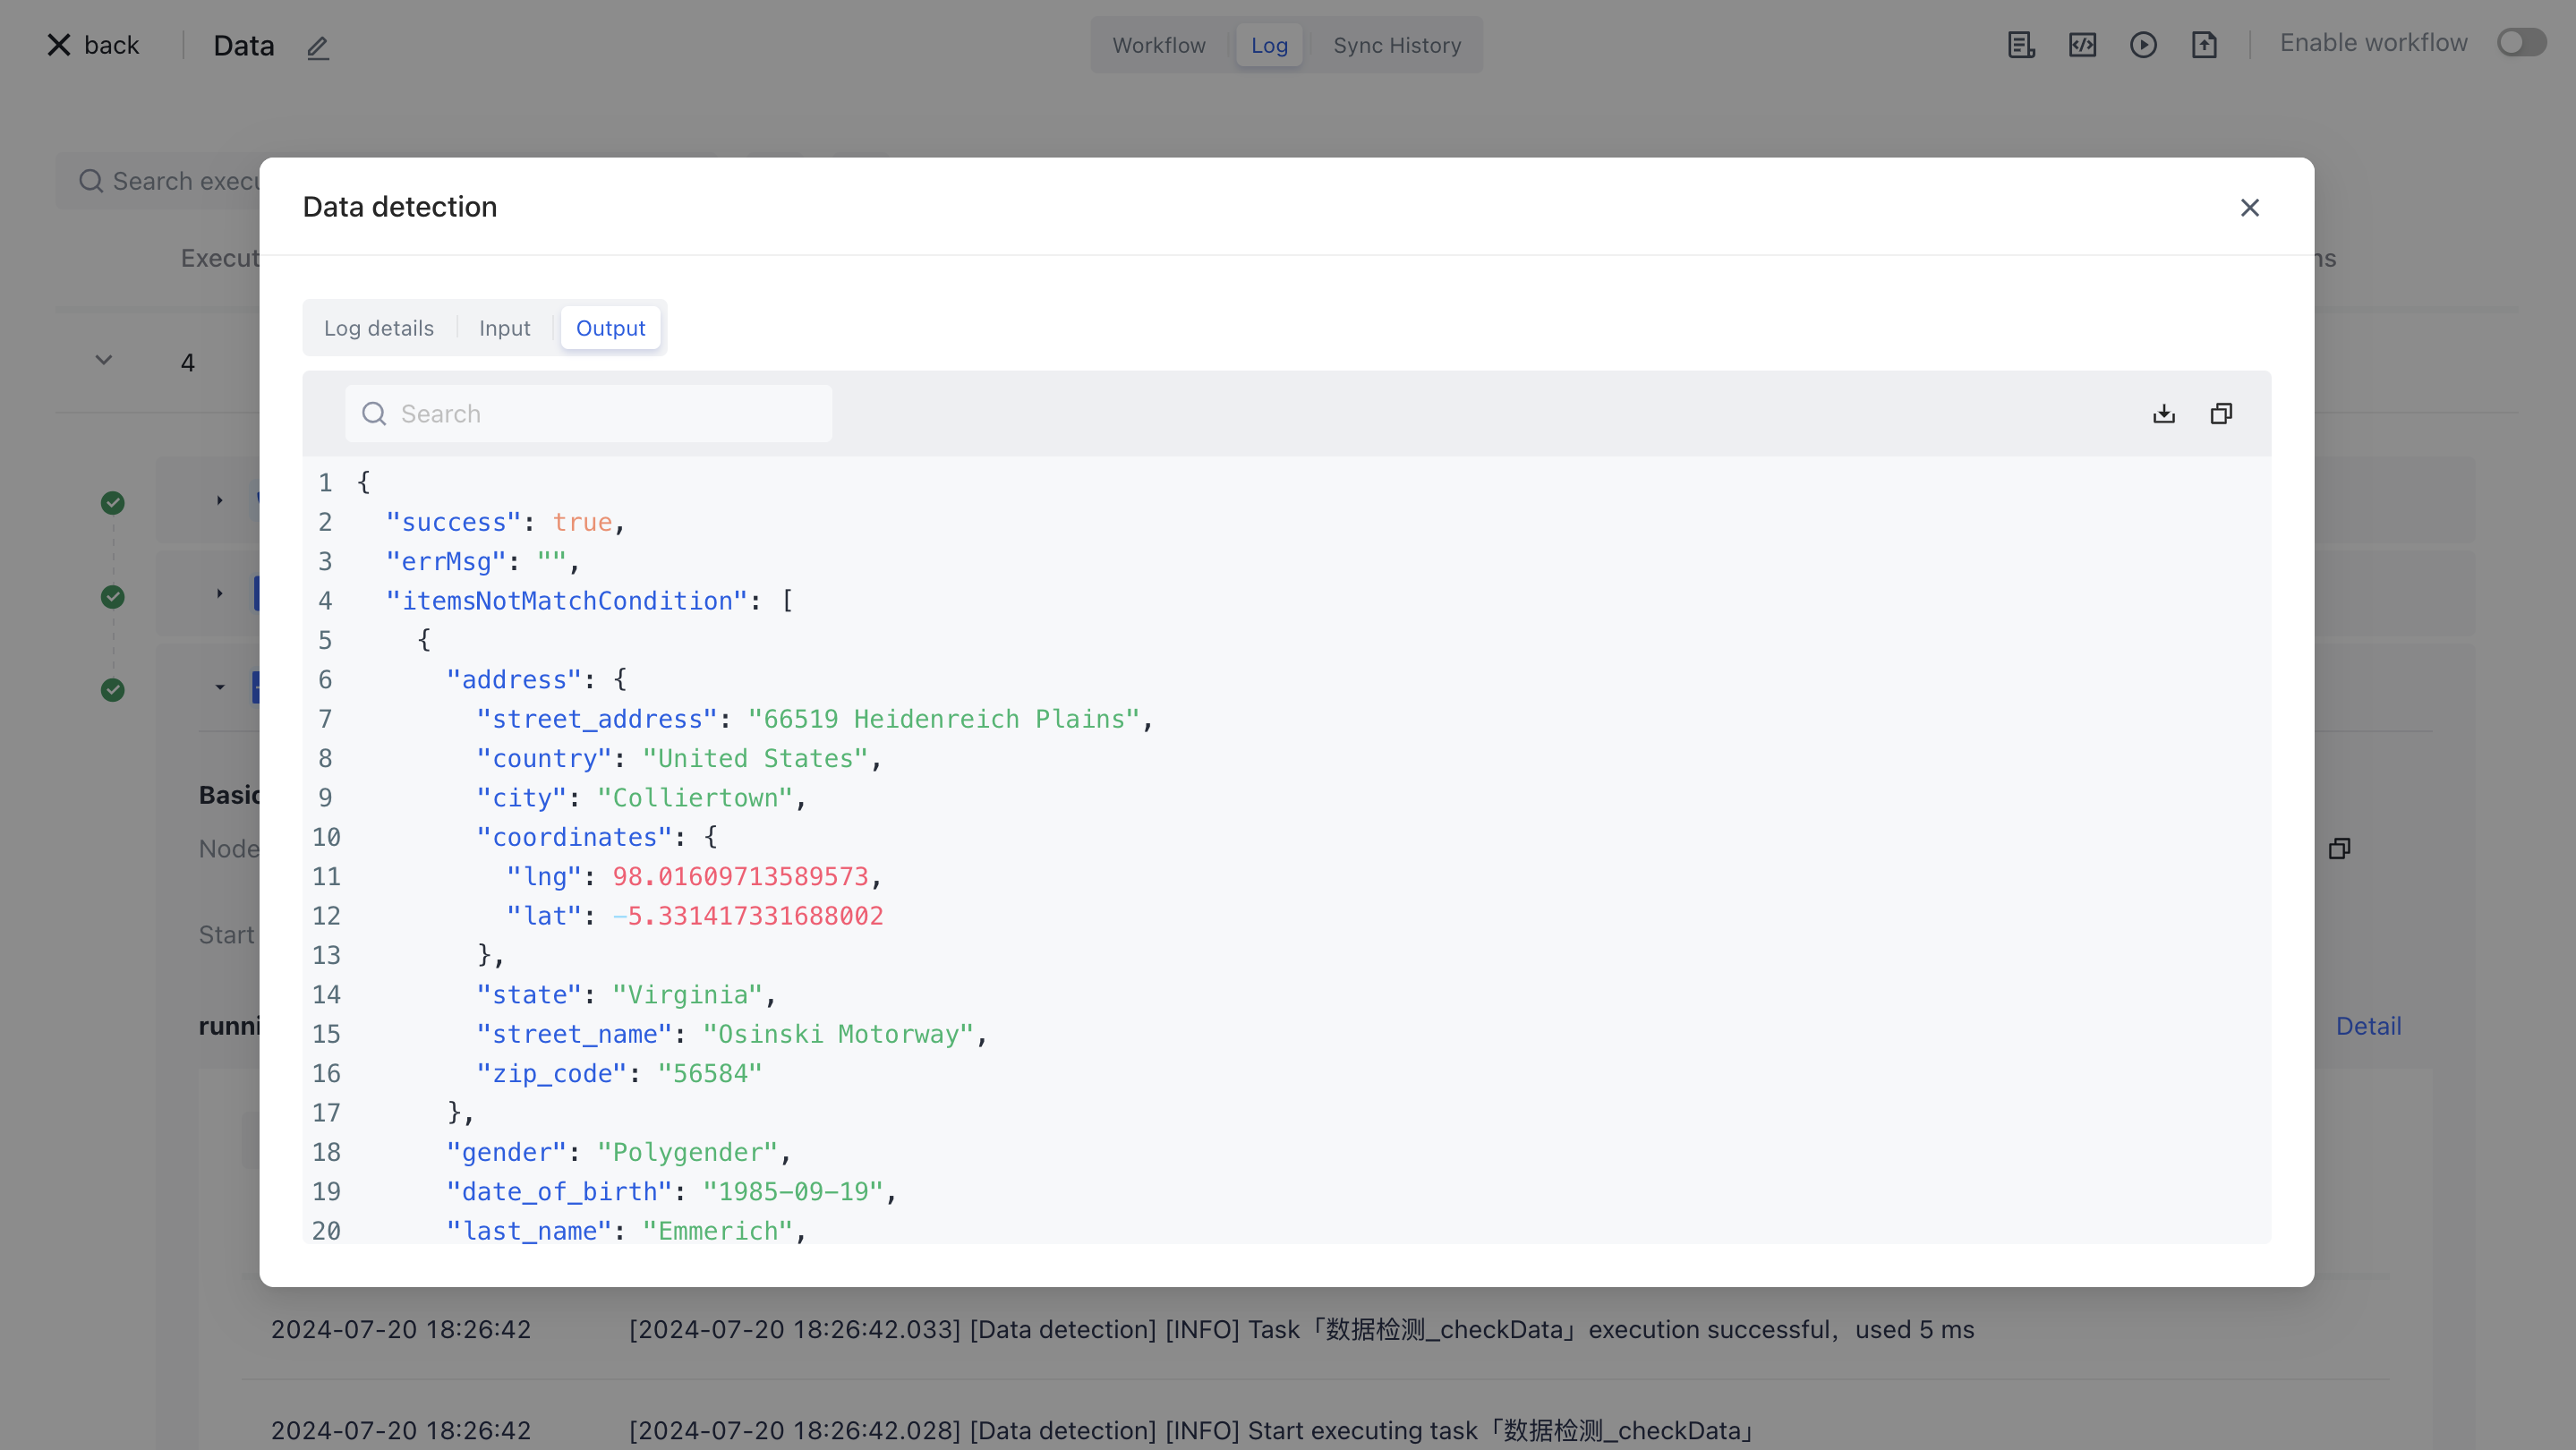 back
Data
Workflow
Log
Sync History
Enable workflow
Search
Data detection
4
Log details
Input
Output
Search
1 {
2 "success": true,
3 "errMsg": "",
4 "itemsNotMatchCondition": [
5 {
6 "address": {
7 "street_address": "66519 Heidenreich Plains",
8 "country": "United States",
9 "city": "Colliertown",
10 "coordinates": {
11 "lng": 98.01609713589573,
12 "lat": -5.331417331688002
13 },
14 "state": "Virginia",
15 "street_name": "Osinski Motorway",
16 "zip_code": "56584"
17 },
18 "gender": "Polygender",
19 "date_of_birth": "1985-09-19",
20 "last_name": "Emmerich",
Node
Start
Detail
2024-07-20 18:26:42 [2024-07-20 18:26:42.033] [Data detection] [INFO] Task「数据检测_checkData」execution successful，used 5 ms
2024-07-20 18:26:42 [2024-07-20 18:26:42.028] [Data detection] [INFO] Start executing task「数据检测_checkData」